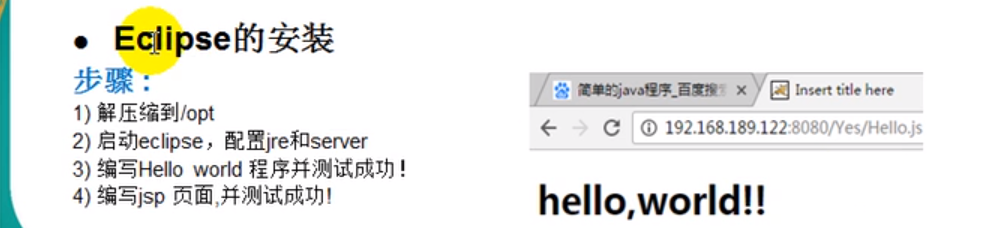 ● Eclipse的安装
步骤：
1) 解压缩到/opt
2) 启动eclipse，配置jre和server
3) 编写Hello world 程序并测试成功！
4) 编写jsp 页面,并测试成功!
简单的java程序_百度搜 × Insert title here
192.168.189.122:8080/Yes/Hello.js
hello,world!!